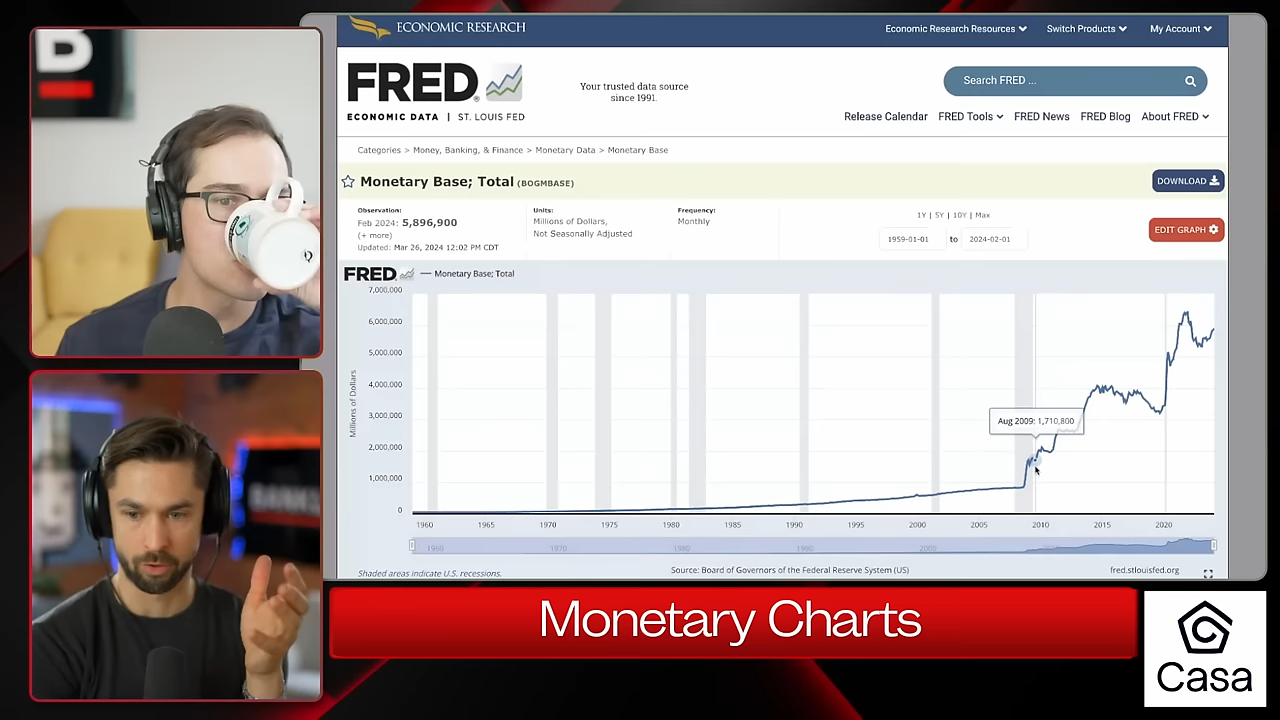 ECONOMIC RESEARCH
Economic Research Resources
Switch Products
My Account
FRED
ECONOMIC DATA | ST. LOUIS FED
Your trusted data source
since 1991.
Search FRED ...
Release Calendar
FRED Tools
FRED News
FRED Blog
About FRED
Categories > Money, Banking, & Finance > Monetary Data > Monetary Base
Monetary Base; Total (BOGMBASE)
DOWNLOAD
Observation:
Feb 2024: 5,896,900
(+ more)
Updated: Mar 26, 2024 12:02 PM CDT
Units:
Millions of Dollars,
Not Seasonally Adjusted
Frequency:
Monthly
1Y | 5Y | 10Y | Max
1959-01-01 to 2024-02-01
EDIT GRAPH
FRED
Monetary Base; Total
7,000,000
6,000,000
5,000,000
4,000,000
3,000,000
2,000,000
1,000,000
0
Millions of Dollars
Aug 2009: 1,710,800
1960 1965 1970 1975 1980 1985 1990 1995 2000 2005 2010 2015 2020
1960 1970 1980 1990 2000
Shaded areas indicate U.S. recessions.
Source: Board of Governors of the Federal Reserve System (US)
fred.stlouisfed.org
Monetary Charts
Casa